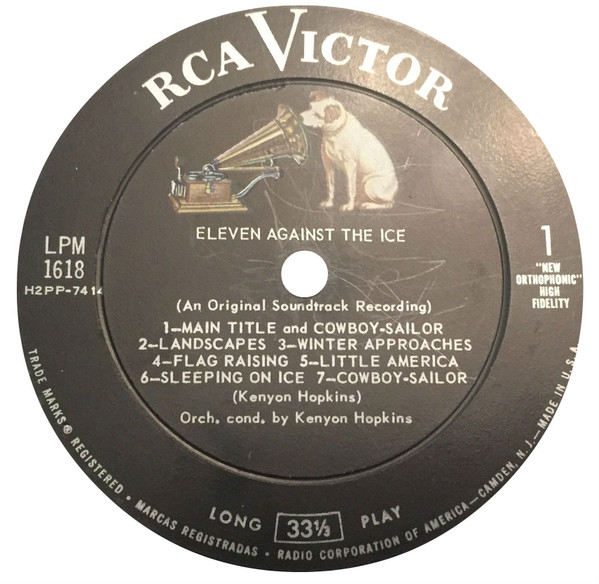 RCA VICTOR
ELEVEN AGAINST THE ICE
LPM
1618
H2PP-7414
1
"NEW
ORTHOPHONIC"
HIGH
FIDELITY
(An Original Soundtrack Recording)
1—MAIN TITLE and COWBOY-SAILOR
2—LANDSCAPES 3—WINTER APPROACHES
4—FLAG RAISING 5—LITTLE AMERICA
6—SLEEPING ON ICE 7—COWBOY-SAILOR
(Kenyon Hopkins)
Orch. cond. by Kenyon Hopkins
LONG 33⅓ PLAY
TRADE MARKS® REGISTERED • MARCAS REGISTRADAS • RADIO CORPORATION OF AMERICA—CAMDEN, N. J.—MADE IN U.S.A.